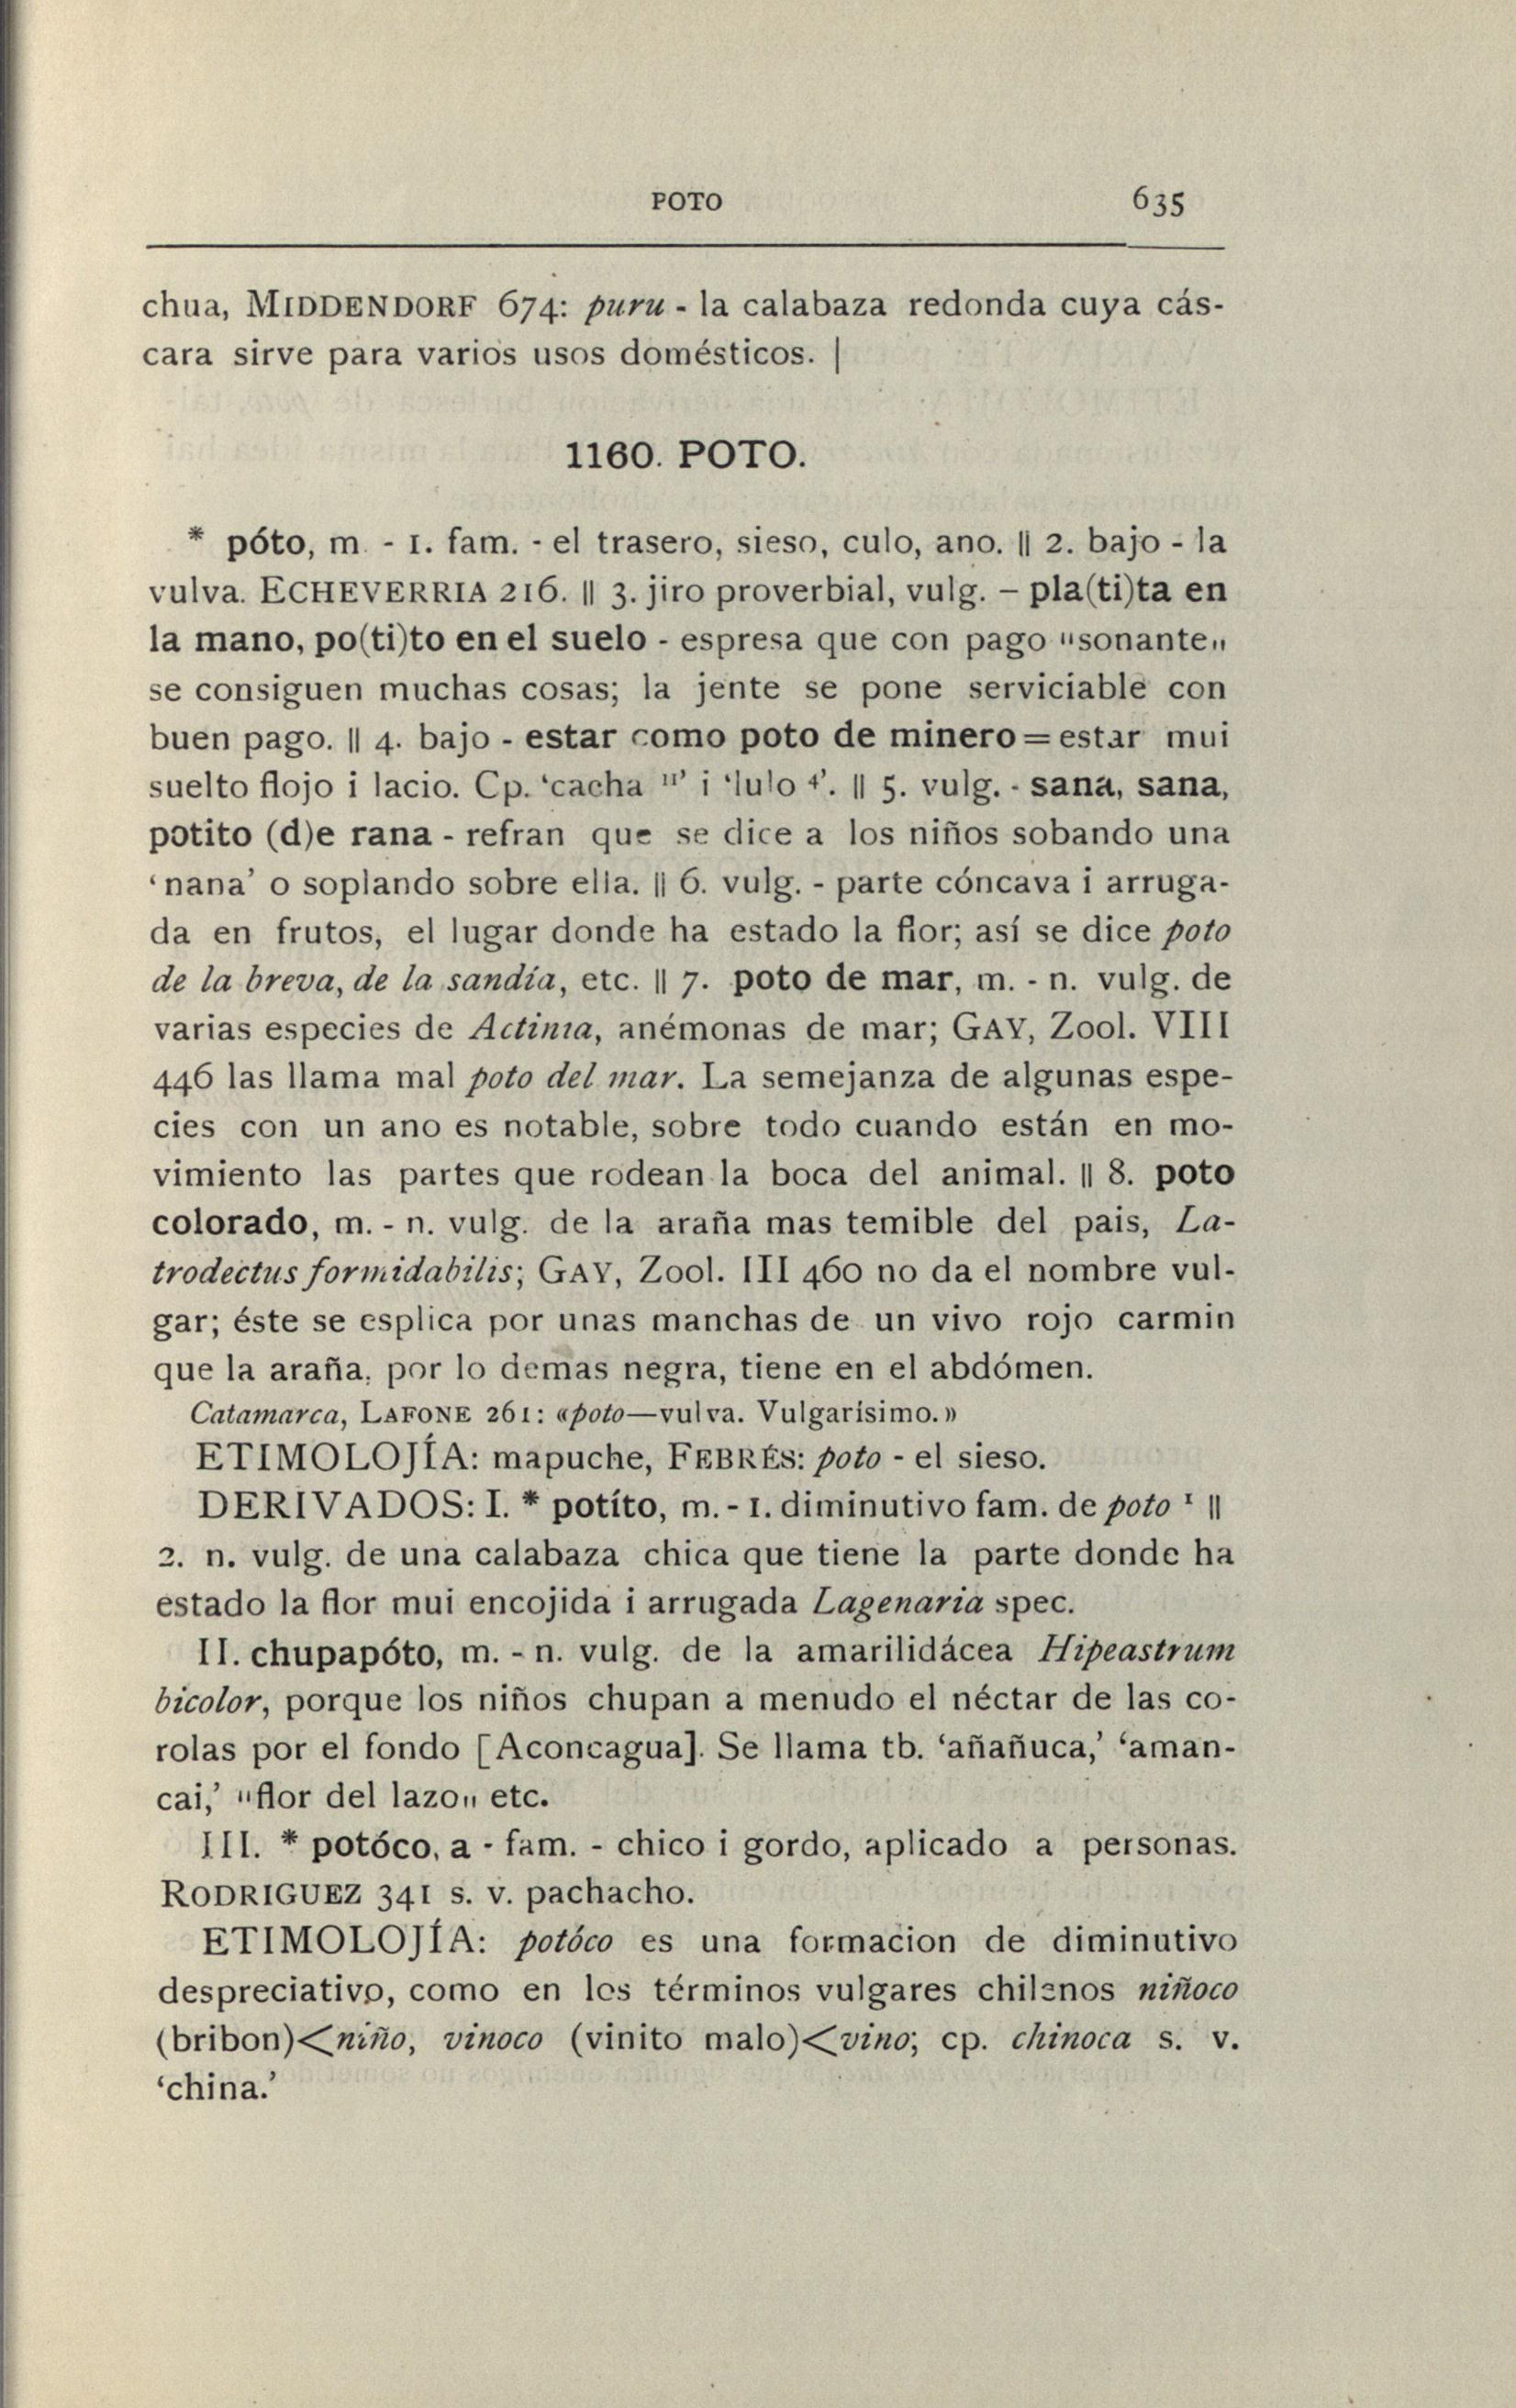 POTO 635
chua, MIDDENDORF 674: puru - la calabaza redonda cuya cás-
cara sirve para varios usos domésticos. |
1160. POTO.
* póto, m. - 1. fam. - el trasero, sieso, culo, ano. || 2. bajo - la
vulva. ECHEVERRIA 216. || 3. jiro proverbial, vulg. – pla(ti)ta en
la mano, po(ti)to en el suelo - espresa que con pago "sonante„
se consiguen muchas cosas; la jente se pone serviciable con
buen pago. || 4. bajo - estar como poto de minero = estar mui
suelto flojo i lacio. Cp. ‘cacha ¹¹’ i ‘lulo ⁴’. || 5. vulg. - sana, sana,
potito (d)e rana - refran que se dice a los niños sobando una
‘nana’ o soplando sobre ella. || 6. vulg. - parte cóncava i arruga-
da en frutos, el lugar donde ha estado la flor; así se dice poto
de la breva, de la sandía, etc. || 7. poto de mar, m. - n. vulg. de
varias especies de Actinia, anémonas de mar; GAY, Zool. VIII
446 las llama mal poto del mar. La semejanza de algunas espe-
cies con un ano es notable, sobre todo cuando están en mo-
vimiento las partes que rodean la boca del animal. || 8. poto
colorado, m. - n. vulg. de la araña mas temible del pais, La-
trodectus formidabilis; GAY, Zool. III 460 no da el nombre vul-
gar; éste se esplica por unas manchas de un vivo rojo carmin
que la araña, por lo demas negra, tiene en el abdómen.
Catamarca, LAFONE 261: «poto—vulva. Vulgarísimo.»
ETIMOLOJÍA: mapuche, FEBRÉS: poto - el sieso.
DERIVADOS: I. * potíto, m. - 1. diminutivo fam. de poto ¹ ||
2. n. vulg. de una calabaza chica que tiene la parte donde ha
estado la flor mui encojida i arrugada Lagenaria spec.
II. chupapóto, m. - n. vulg. de la amarilidácea Hipeastrum
bicolor, porque los niños chupan a menudo el néctar de las co-
rolas por el fondo [Aconcagua]. Se llama tb. ‘añañuca,’ ‘aman-
cai,’ "flor del lazo„ etc.
III. * potóco, a - fam. - chico i gordo, aplicado a personas.
RODRIGUEZ 341 s. v. pachacho.
ETIMOLOJÍA: potóco es una formacion de diminutivo
despreciativo, como en los términos vulgares chilenos niñoco
(bribon)<niño, vinoco (vinito malo)<vino; cp. chinoca s. v.
‘china.’